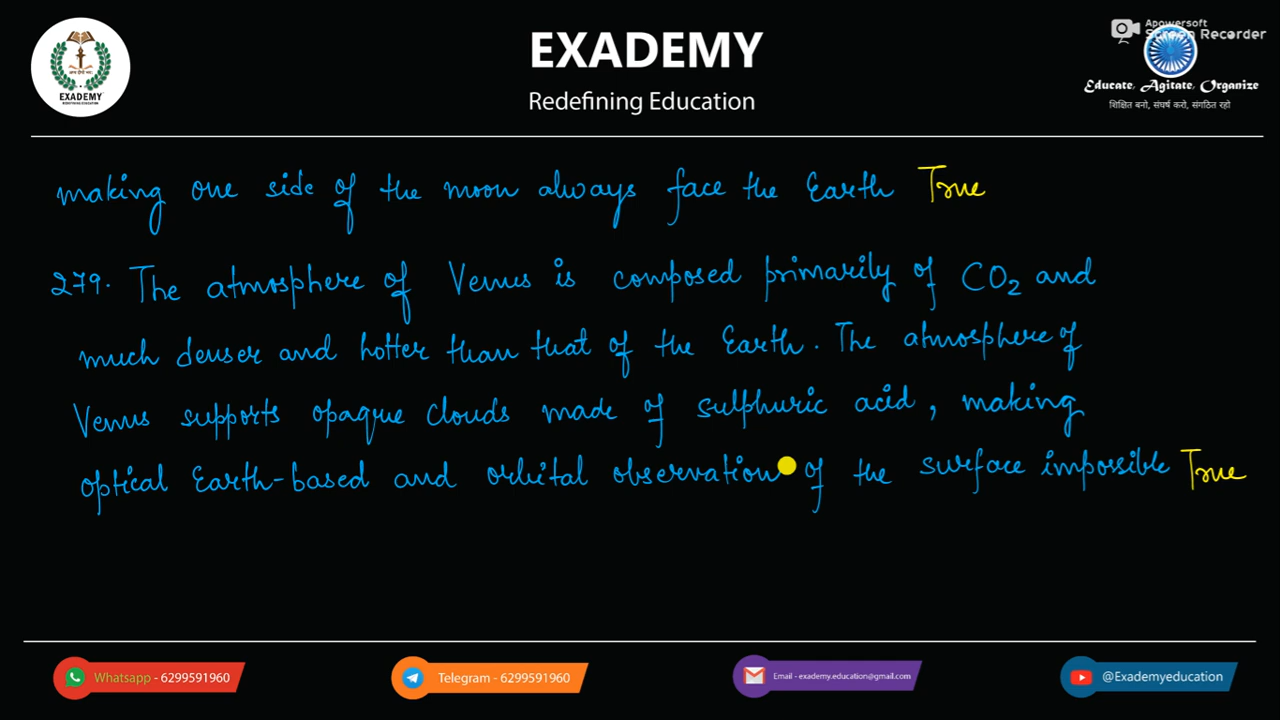 EXADEMY
Redefining Education
EXADEMY
REDEFINING EDUCATION
Apowersoft
Screen Recorder
Educate, Agitate, Organize
शिक्षित बनो, संघर्ष करो, संगठित रहो
making one side of the moon always face the Earth True
279. The atmosphere of Venus is composed primarily of CO2 and
much denser and hotter than that of the Earth. The atmosphere of
Venus supports opaque clouds made of sulphuric acid, making
optical Earth-based and orbital observation of the surface impossible True
Whatsapp - 6299591960
Telegram - 6299591960
Email - exademy.education@gmail.com
@Exademyeducation